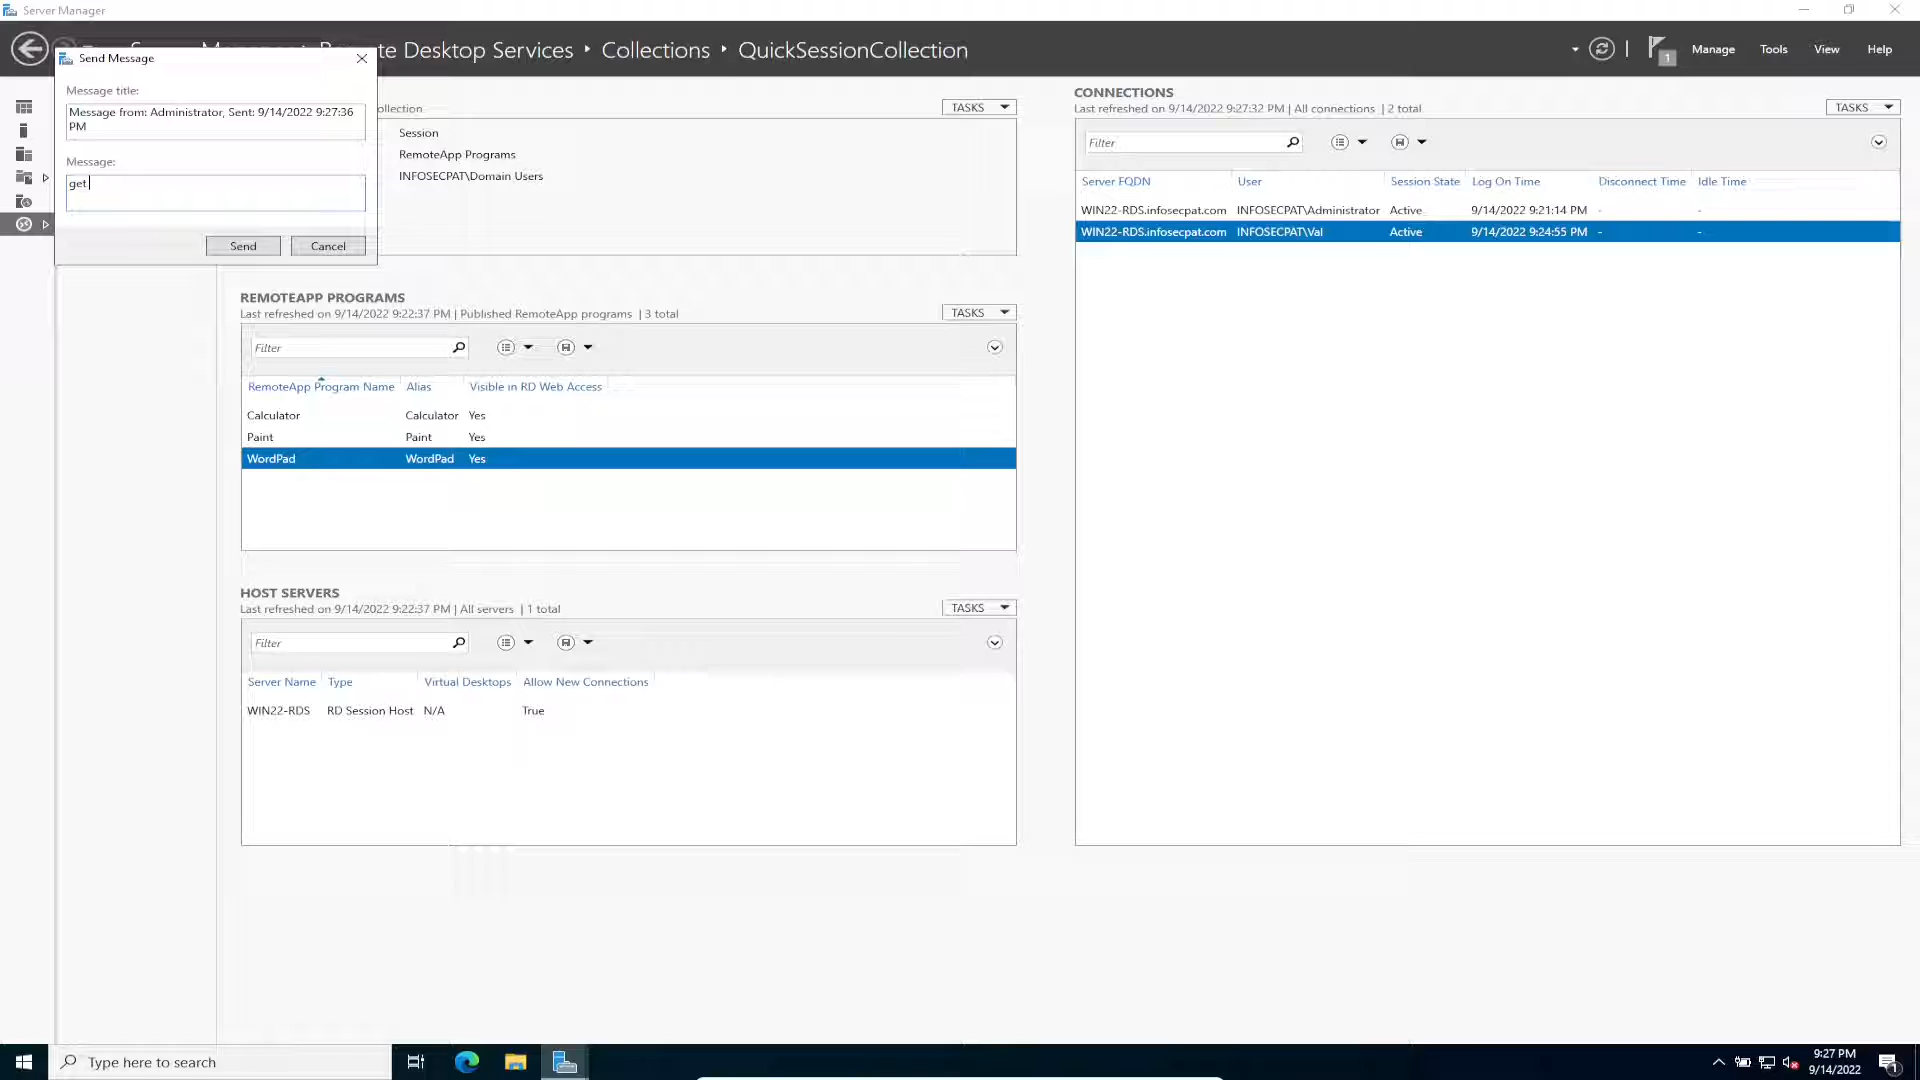 Server Manager
te Desktop Services • Collections • QuickSessionCollection
1
Manage Tools View Help
Send Message
Message title:
Message from: Administrator, Sent: 9/14/2022 9:27:36
PM
Message:
get
Send Cancel
ollection
TASKS
Session
RemoteApp Programs
INFOSECPAT\Domain Users
REMOTEAPP PROGRAMS
Last refreshed on 9/14/2022 9:22:37 PM | Published RemoteApp programs | 3 total
TASKS
Filter
RemoteApp Program Name Alias Visible in RD Web Access
Calculator Calculator Yes
Paint Paint Yes
WordPad WordPad Yes
HOST SERVERS
Last refreshed on 9/14/2022 9:22:37 PM | All servers | 1 total
TASKS
Filter
Server Name Type Virtual Desktops Allow New Connections
WIN22-RDS RD Session Host N/A True
CONNECTIONS
Last refreshed on 9/14/2022 9:27:32 PM | All connections | 2 total
TASKS
Filter
Server FQDN User Session State Log On Time Disconnect Time Idle Time
WIN22-RDS.infosecpat.com INFOSECPAT\Administrator Active 9/14/2022 9:21:14 PM - -
WIN22-RDS.infosecpat.com INFOSECPAT\Val Active 9/14/2022 9:24:55 PM - -
Type here to search
9:27 PM
9/14/2022
1